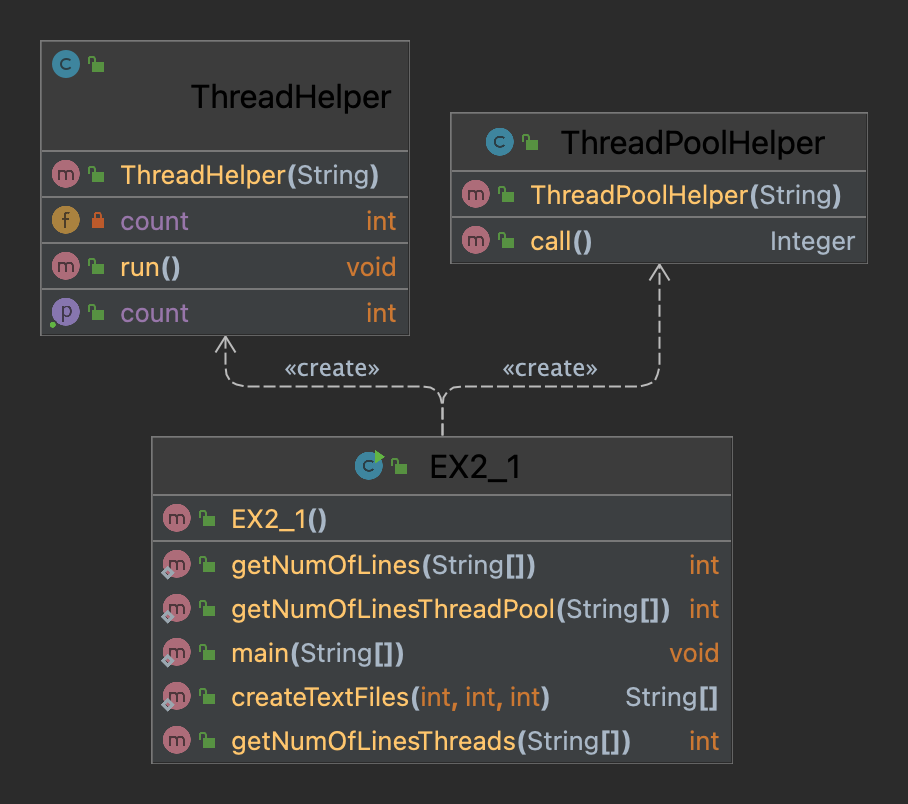 C
ThreadHelper
m ThreadHelper(String)
f count int
m run() void
p count int
C ThreadPoolHelper
m ThreadPoolHelper(String)
m call() Integer
«create» «create»
C EX2_1
m EX2_1()
m getNumOfLines(String[]) int
m getNumOfLinesThreadPool(String[]) int
m main(String[]) void
m createTextFiles(int, int, int) String[]
m getNumOfLinesThreads(String[]) int